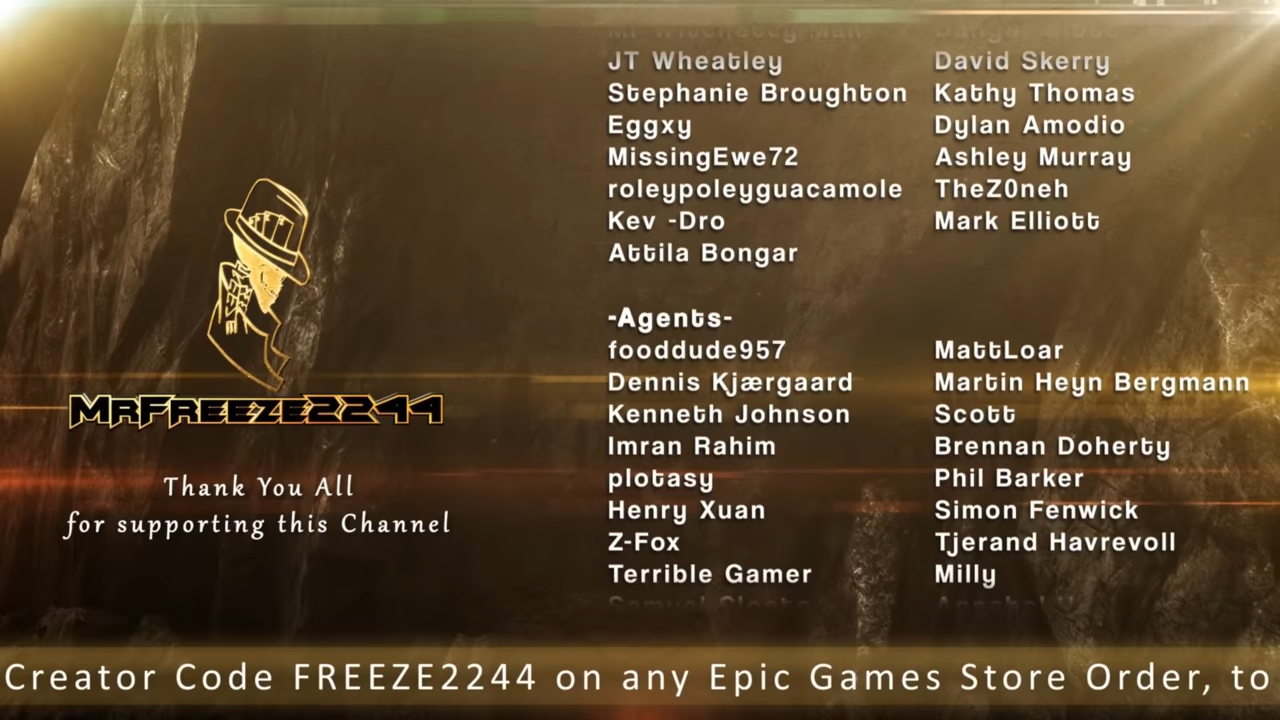 MrFreeze2244
Thank You All
for supporting this Channel
JT Wheatley
Stephanie Broughton
Eggxy
MissingEwe72
roleypoleyguacamole
Kev -Dro
Attila Bongar
David Skerry
Kathy Thomas
Dylan Amodio
Ashley Murray
TheZ0neh
Mark Elliott
-Agents-
fooddude957
Dennis Kjærgaard
Kenneth Johnson
Imran Rahim
plotasy
Henry Xuan
Z-Fox
Terrible Gamer
MattLoar
Martin Heyn Bergmann
Scott
Brennan Doherty
Phil Barker
Simon Fenwick
Tjerand Havrevoll
Milly
Creator Code FREEZE2244 on any Epic Games Store Order, to